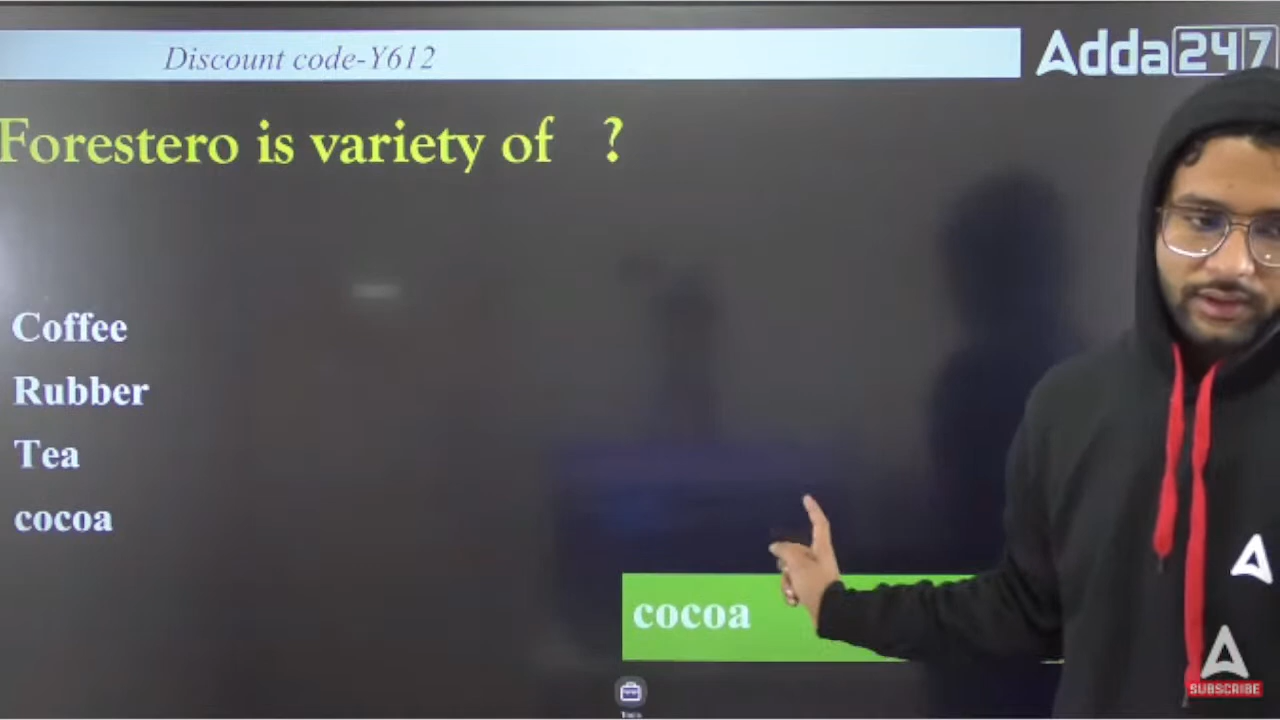 Discount code-Y612
Adda247
Forestero is variety of ?
Coffee
Rubber
Tea
cocoa
cocoa
SUBSCRIBE